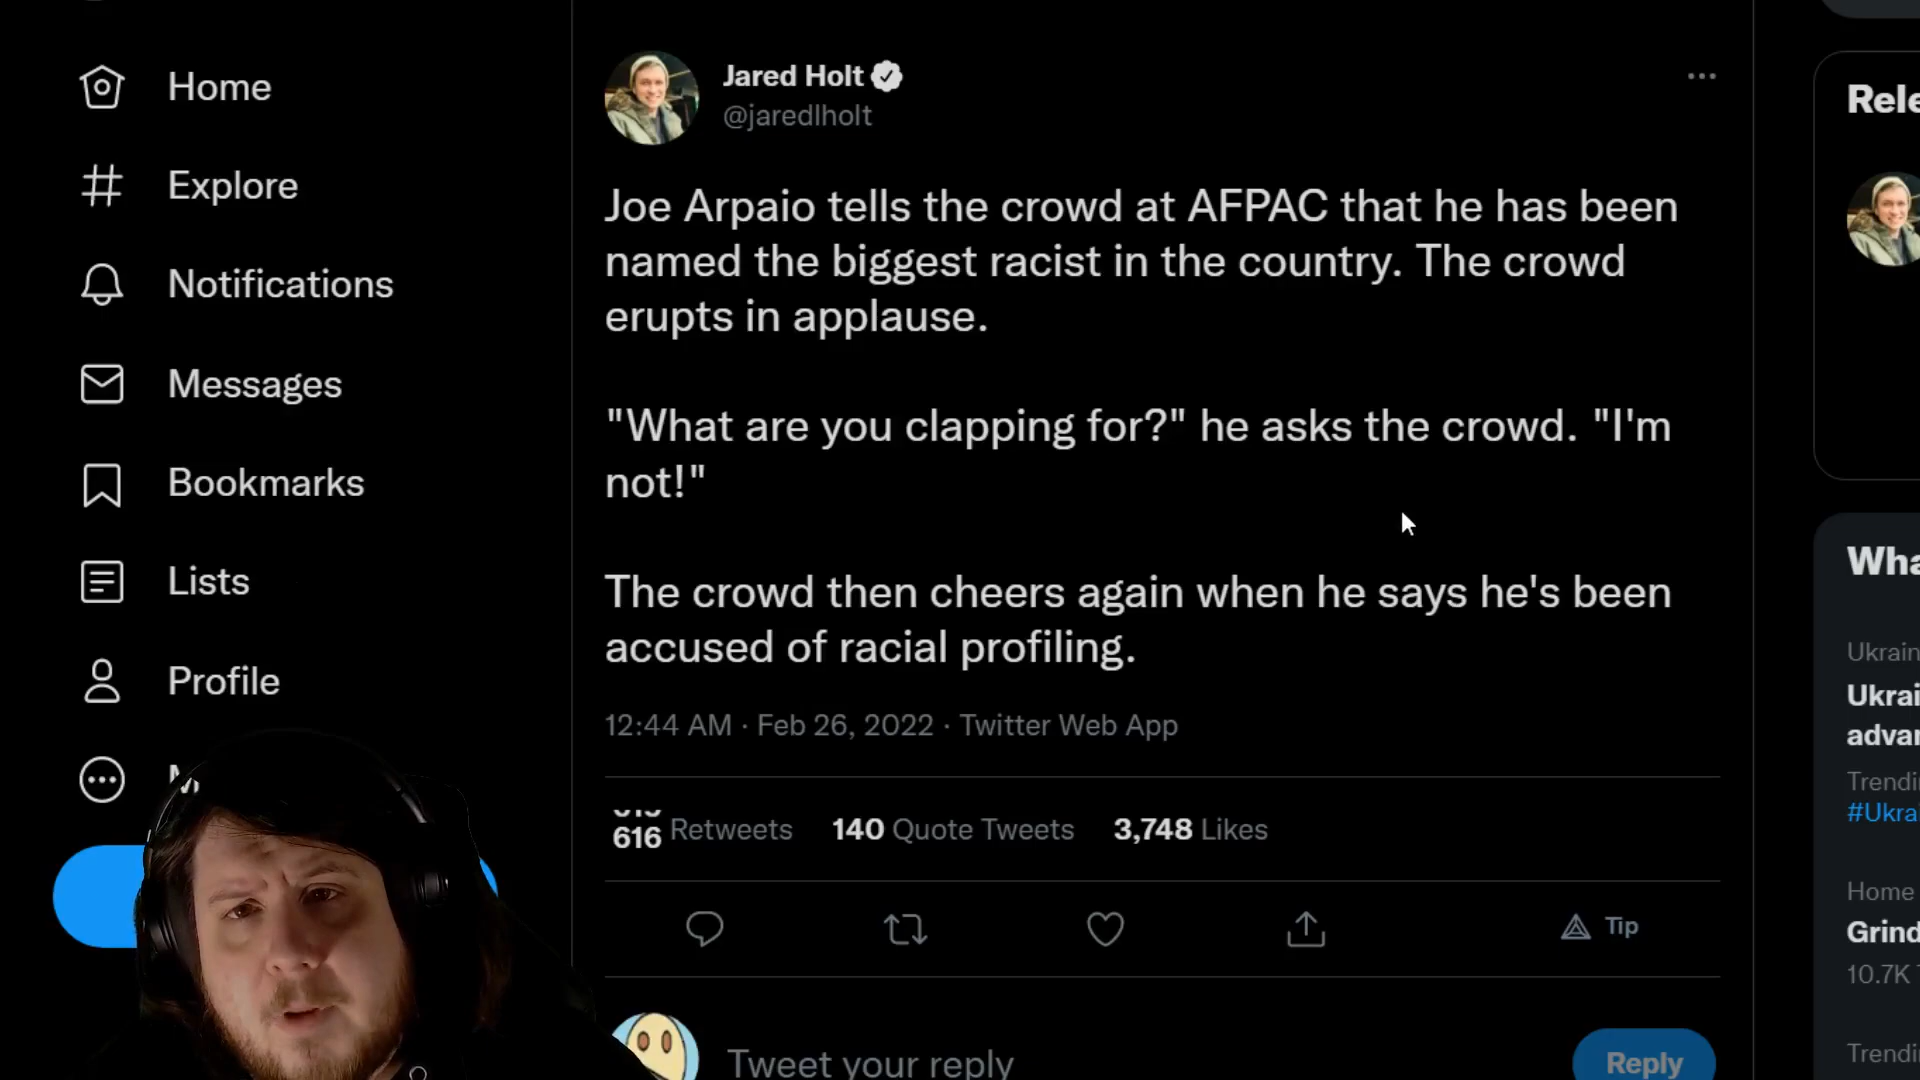 Home
Explore
Notifications
Messages
Bookmarks
Lists
Profile
Jared Holt
@jaredlholt
Joe Arpaio tells the crowd at AFPAC that he has been
named the biggest racist in the country. The crowd
erupts in applause.
"What are you clapping for?" he asks the crowd. "I'm
not!"
The crowd then cheers again when he says he's been
accused of racial profiling.
12:44 AM · Feb 26, 2022 · Twitter Web App
616 Retweets 140 Quote Tweets 3,748 Likes
Tip
Tweet your reply
Reply
Rele
Wha
Ukrain
Ukrai
advan
Trendi
#Ukra
Home
Grind
10.7K
Trendi